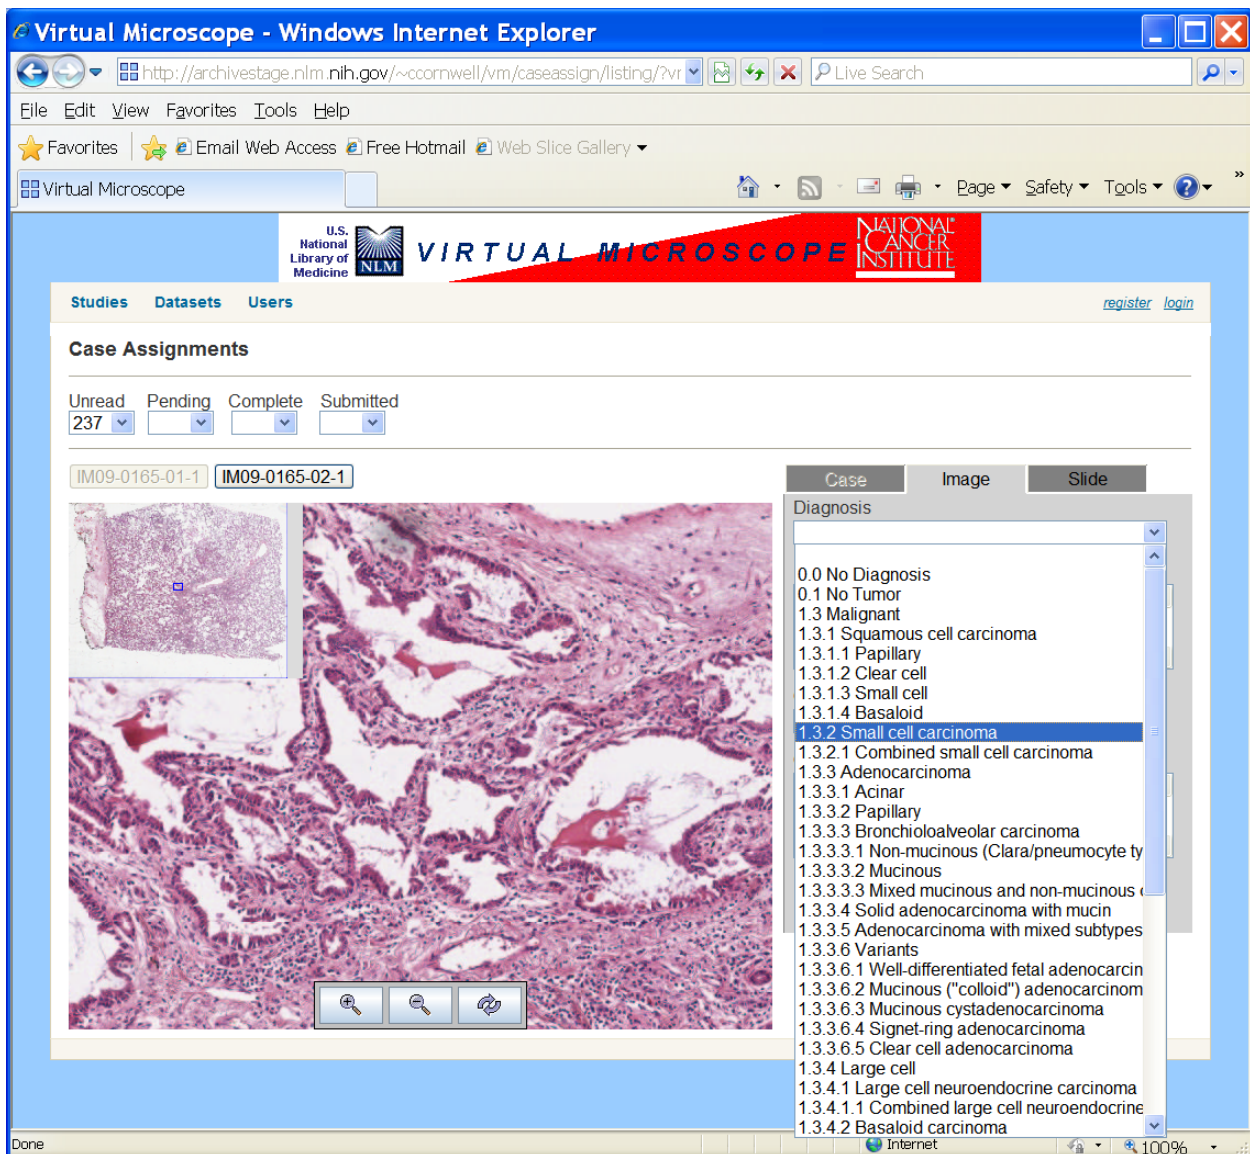 Virtual Microscope - Windows Internet Explorer
http://archivestage.nlm.nih.gov/~ccornwell/vm/caseassign/listing/?vr
Live Search
File Edit View Favorites Tools Help
Favorites Email Web Access Free Hotmail Web Slice Gallery
Virtual Microscope
Page Safety Tools
U.S.
National
Library of
Medicine
NLM
VIRTUAL MICROSCOPE
NATIONAL
CANCER
INSTITUTE
Studies Datasets Users
register login
Case Assignments
Unread Pending Complete Submitted
237
IM09-0165-01-1 IM09-0165-02-1
Case Image Slide
Diagnosis
0.0 No Diagnosis
0.1 No Tumor
1.3 Malignant
1.3.1 Squamous cell carcinoma
1.3.1.1 Papillary
1.3.1.2 Clear cell
1.3.1.3 Small cell
1.3.1.4 Basaloid
1.3.2 Small cell carcinoma
1.3.2.1 Combined small cell carcinoma
1.3.3 Adenocarcinoma
1.3.3.1 Acinar
1.3.3.2 Papillary
1.3.3.3 Bronchioloalveolar carcinoma
1.3.3.3.1 Non-mucinous (Clara/pneumocyte ty
1.3.3.3.2 Mucinous
1.3.3.3.3 Mixed mucinous and non-mucinous
1.3.3.4 Solid adenocarcinoma with mucin
1.3.3.5 Adenocarcinoma with mixed subtypes
1.3.3.6 Variants
1.3.3.6.1 Well-differentiated fetal adenocarcin
1.3.3.6.2 Mucinous ("colloid") adenocarcinom
1.3.3.6.3 Mucinous cystadenocarcinoma
1.3.3.6.4 Signet-ring adenocarcinoma
1.3.3.6.5 Clear cell adenocarcinoma
1.3.4 Large cell
1.3.4.1 Large cell neuroendocrine carcinoma
1.3.4.1.1 Combined large cell neuroendocrine
1.3.4.2 Basaloid carcinoma
Done
Internet
100%